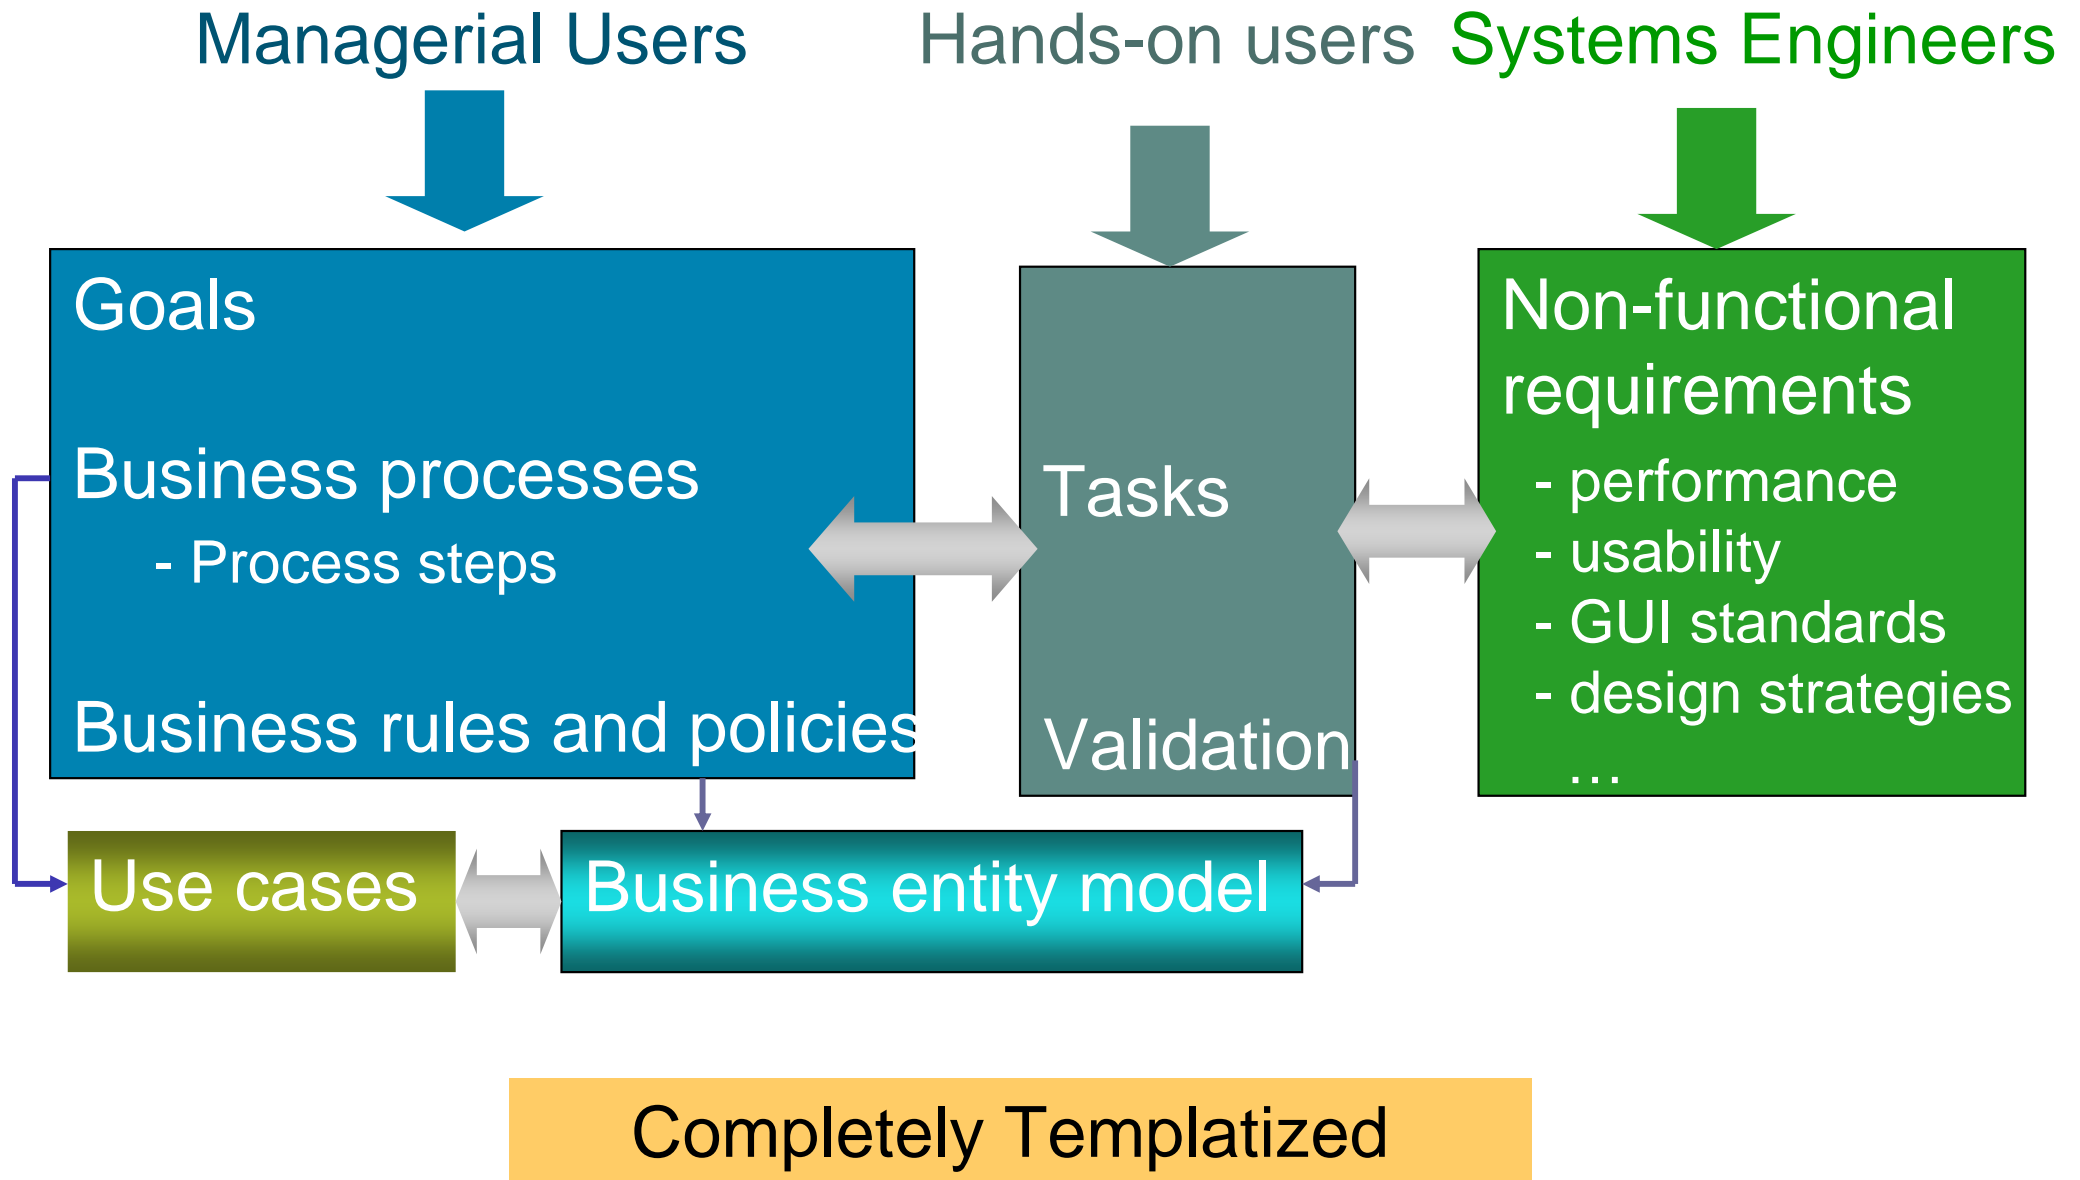 Managerial Users
Hands-on users
Systems Engineers
Goals
Business processes
- Process steps
Business rules and policies
Tasks
Validation
Non-functional
requirements
- performance
- usability
- GUI standards
- design strategies
…
Use cases
Business entity model
Completely Templatized